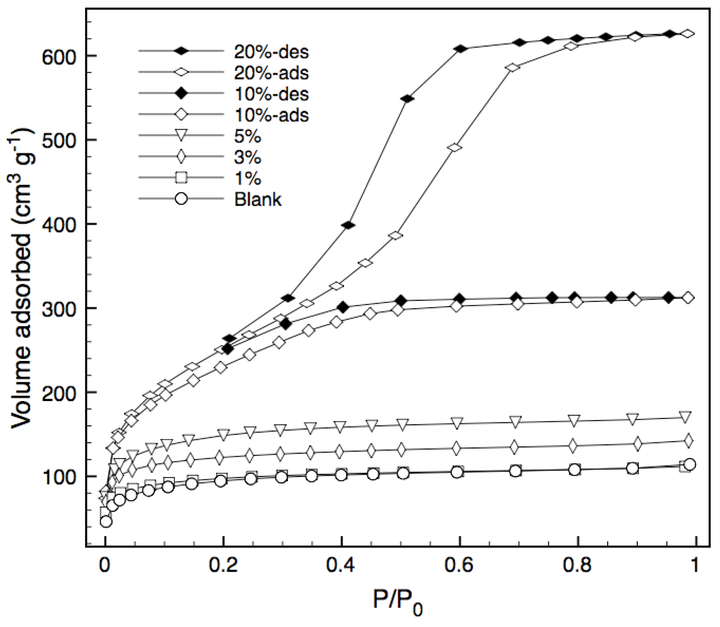 600
500
400
300
200
100
Volume adsorbed (cm³ g⁻¹)
20%-des
20%-ads
10%-des
10%-ads
5%
3%
1%
Blank
0 0.2 0.4 0.6 0.8 1
P/P₀